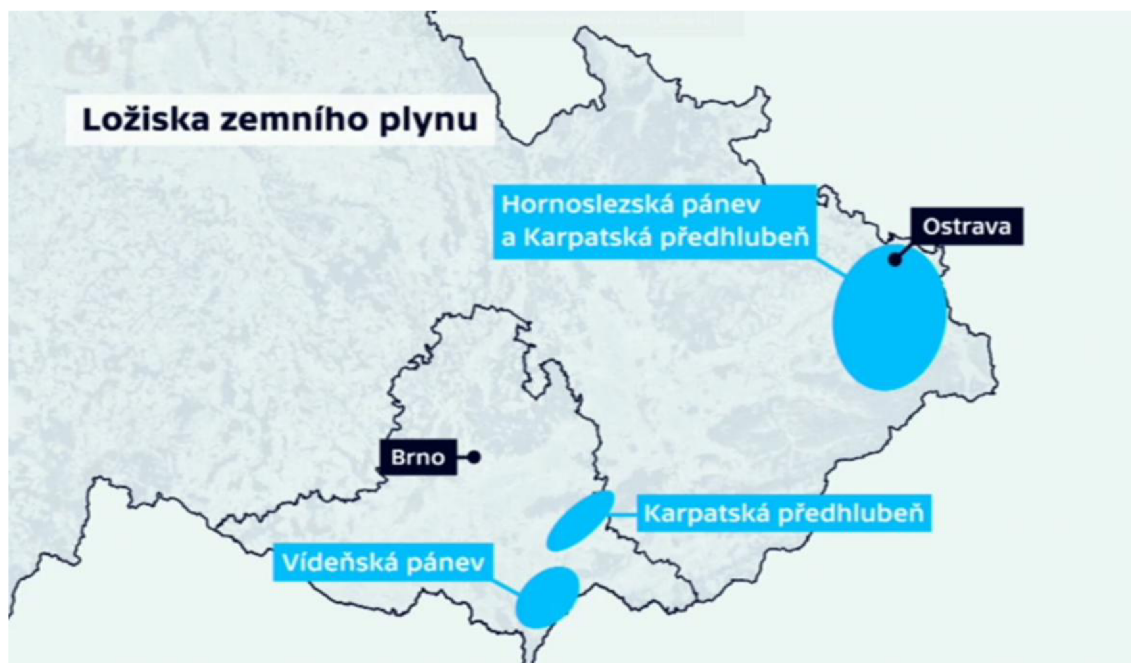 Ložiska zemního plynu
Hornoslezská pánev
a Karpatská předhlubeň
Ostrava
Brno
Karpatská předhlubeň
Vídeňská pánev